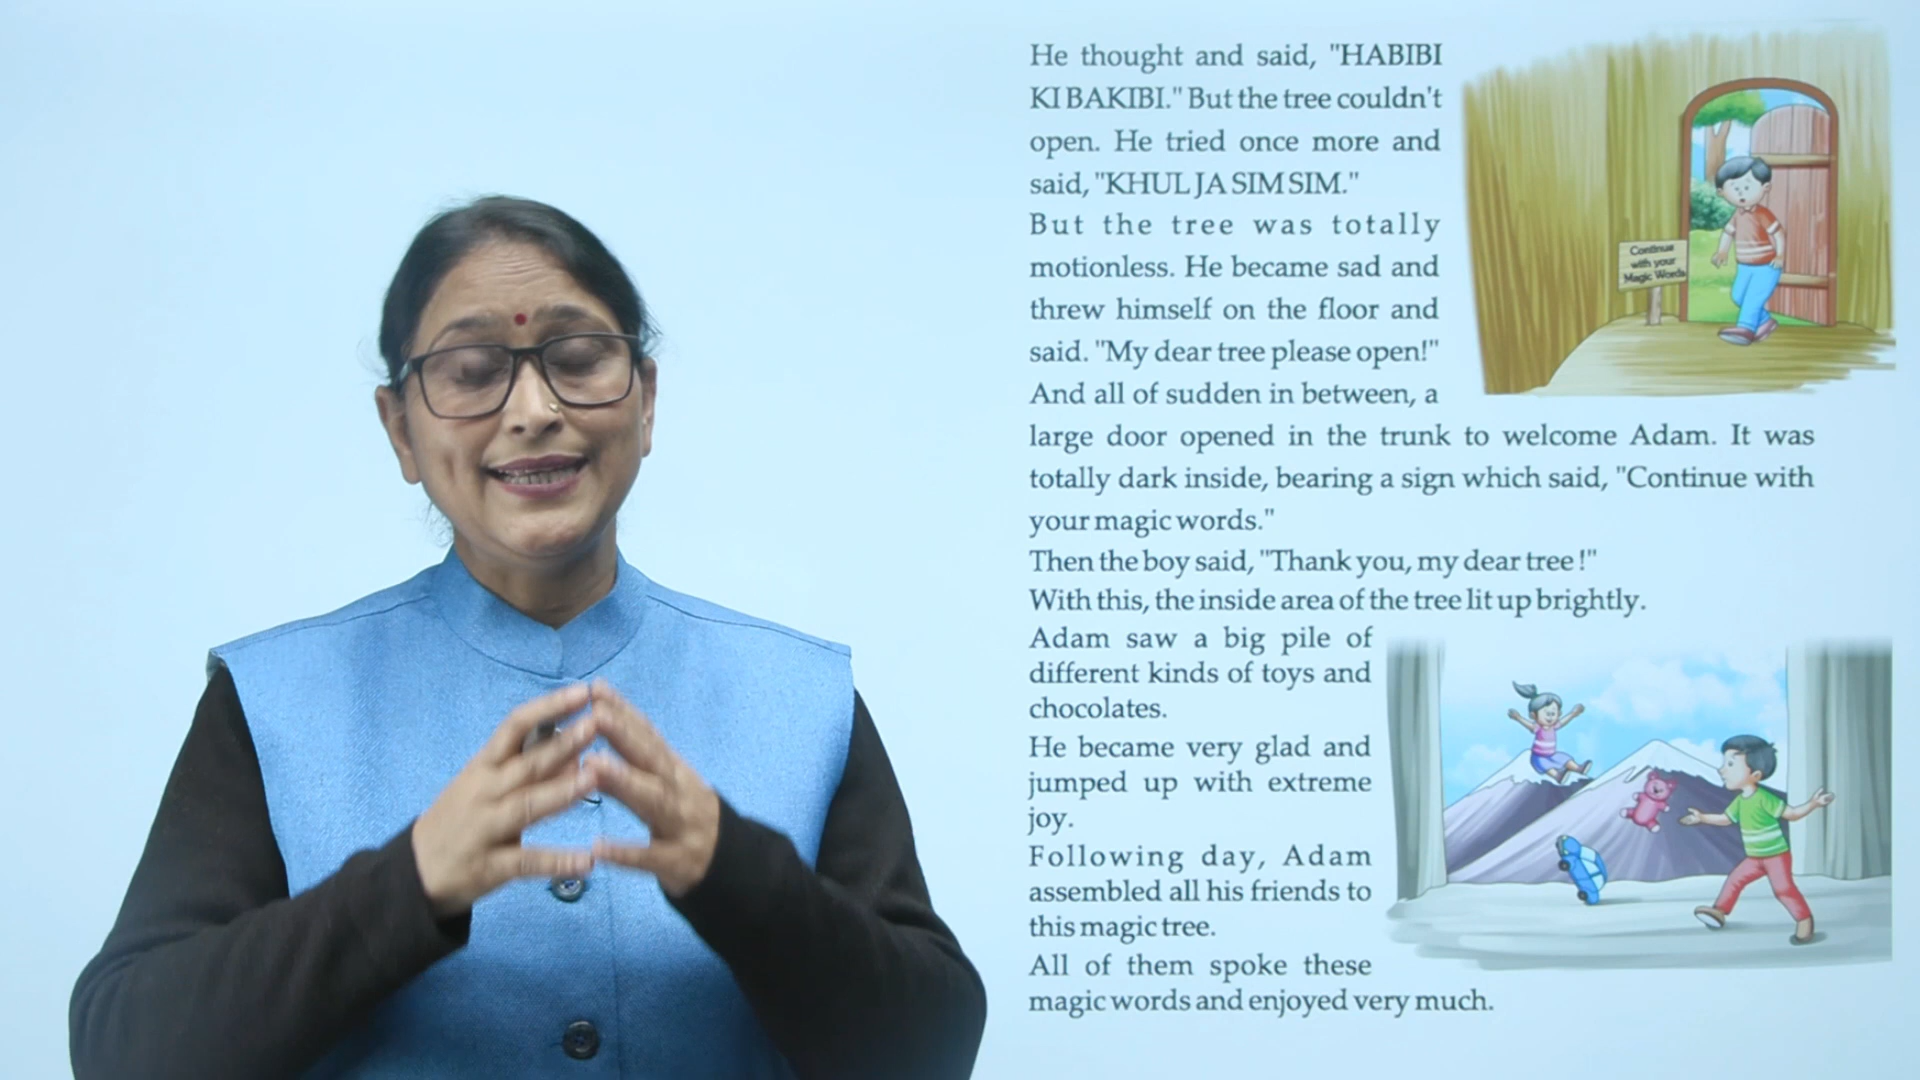 He thought and said, "HABIBI
KI BAKIBI." But the tree couldn't
open. He tried once more and
said, "KHUL JA SIM SIM."
But the tree was totally
motionless. He became sad and
threw himself on the floor and
said. "My dear tree please open!"
And all of sudden in between, a
large door opened in the trunk to welcome Adam. It was
totally dark inside, bearing a sign which said, "Continue with
your magic words."
Then the boy said, "Thank you, my dear tree !"
With this, the inside area of the tree lit up brightly.
Adam saw a big pile of
different kinds of toys and
chocolates.
He became very glad and
jumped up with extreme
joy.
Following day, Adam
assembled all his friends to
this magic tree.
All of them spoke these
magic words and enjoyed very much.
Continue
with your
Magic Words